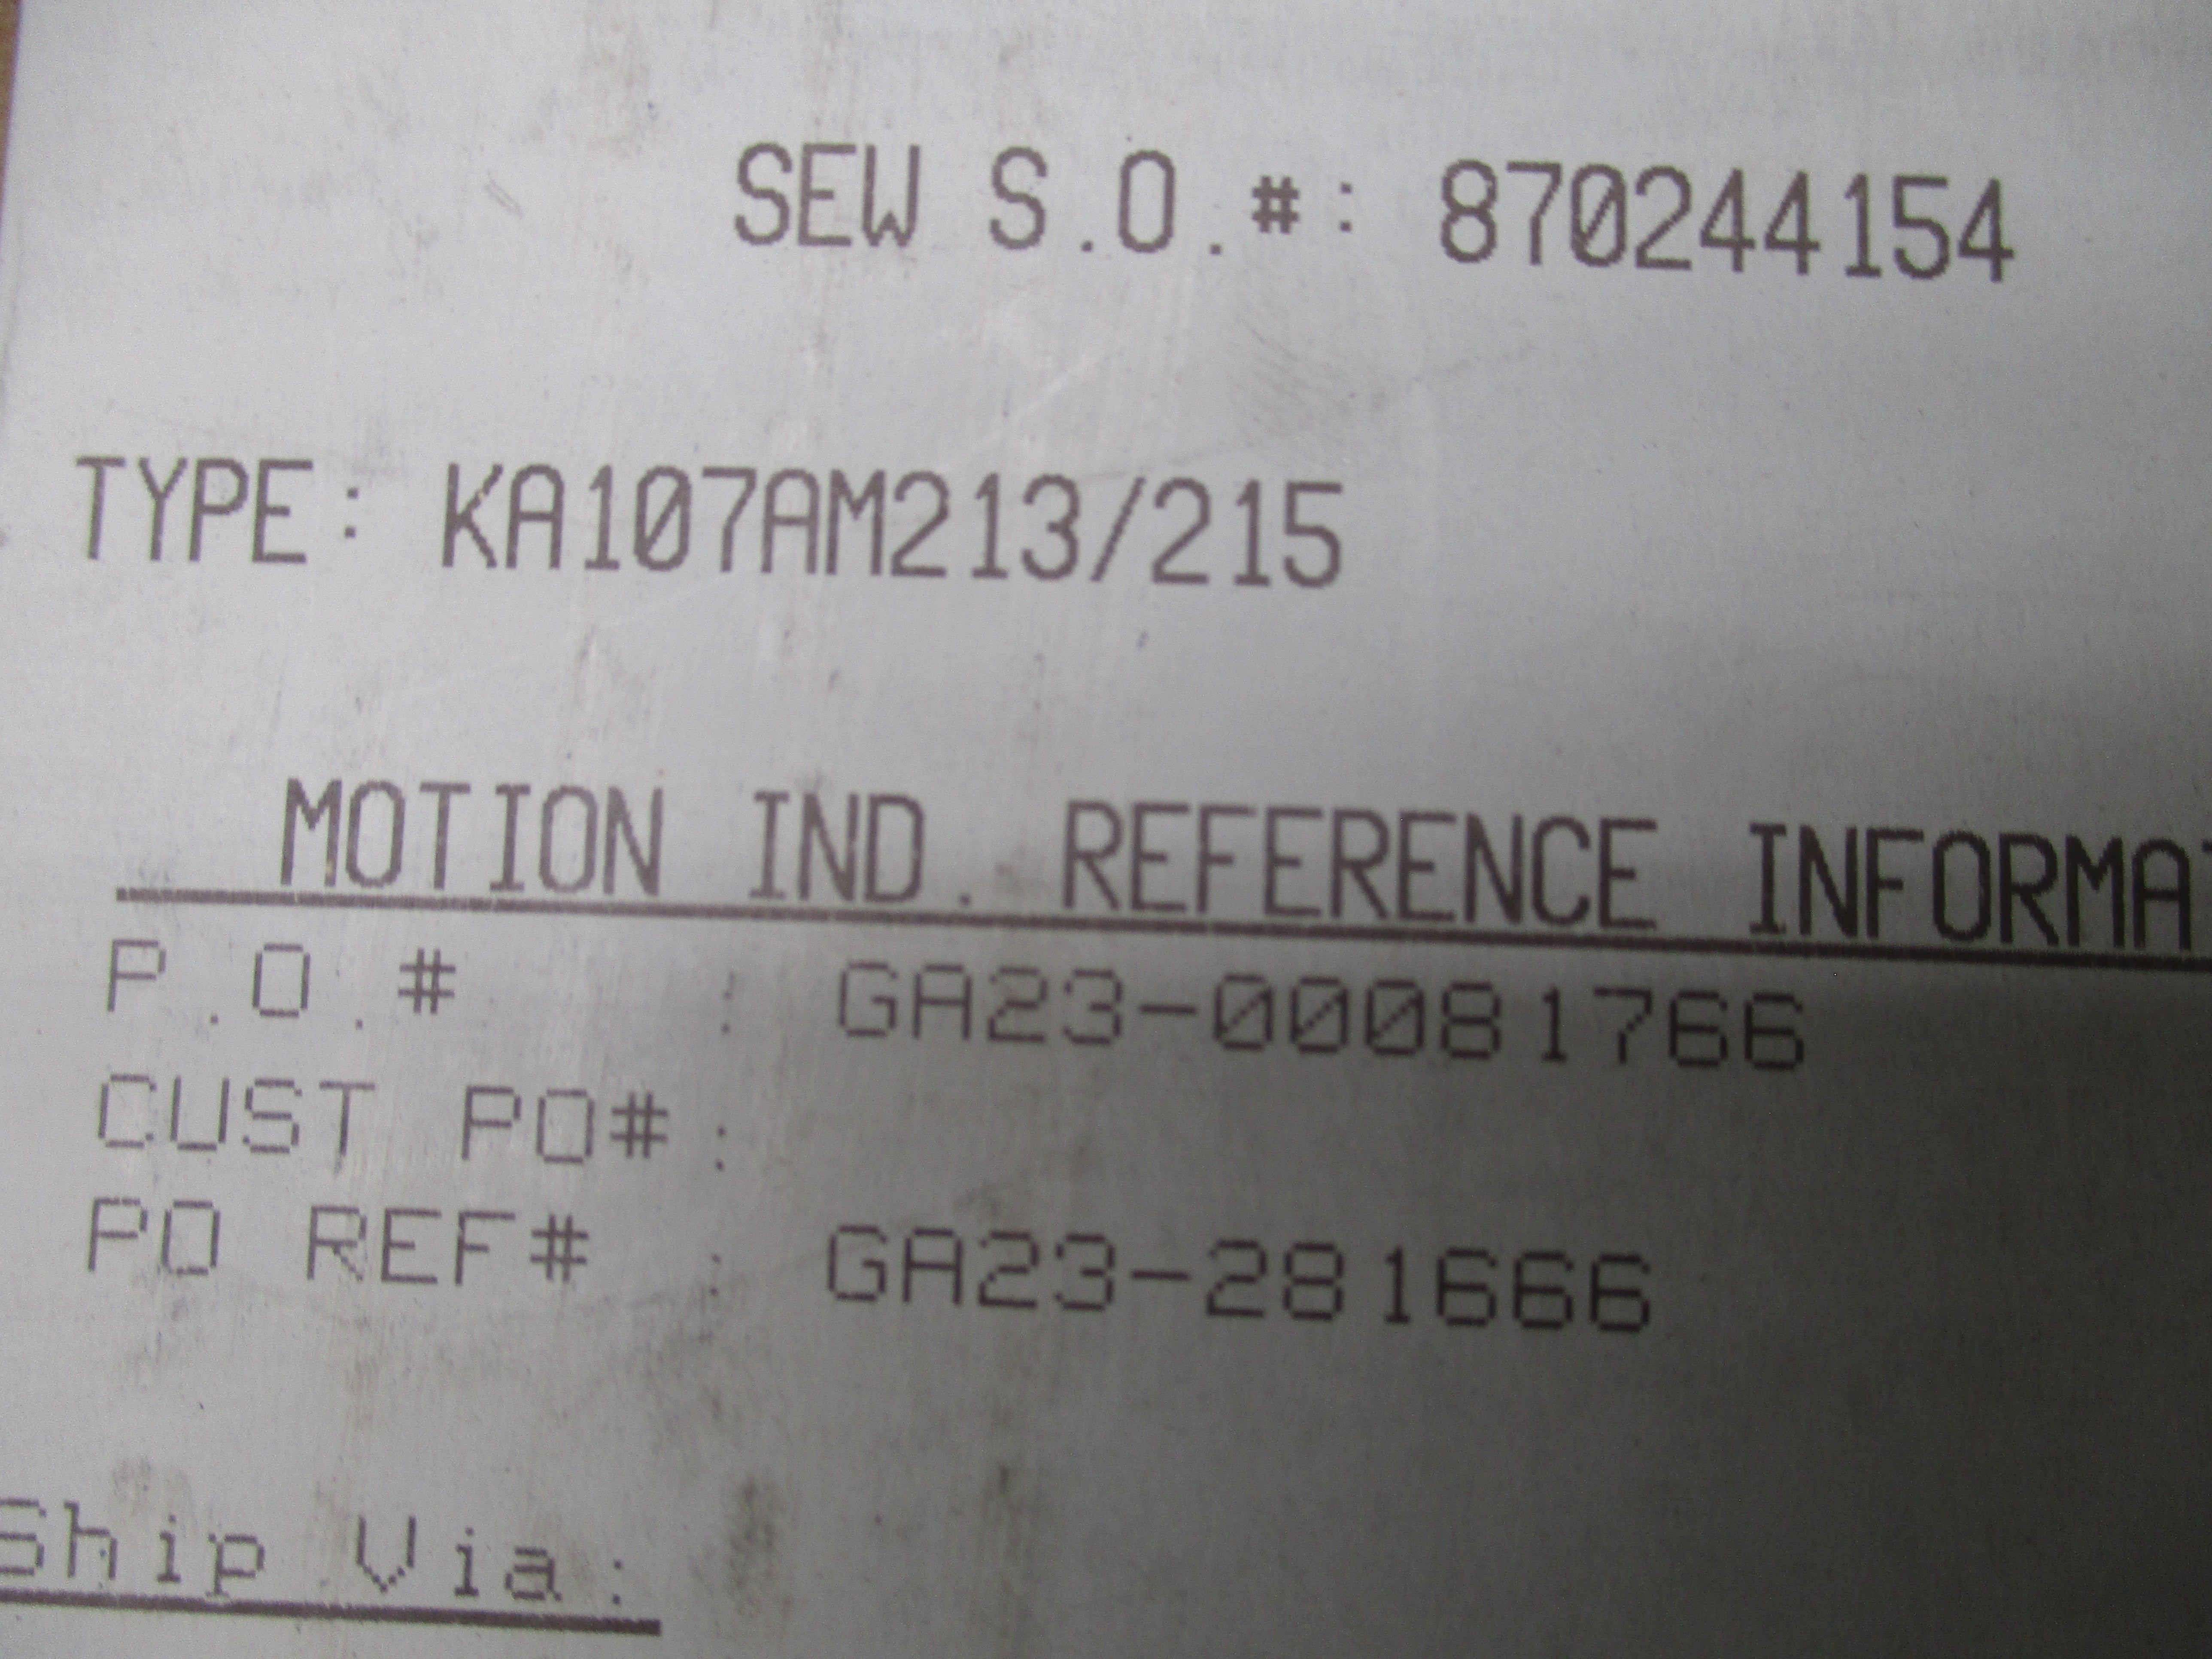 SEW S.O.#: 870244154
TYPE: KA107AM213/215
MOTION IND. REFERENCE INFORMA
P.O.# : GA23-00081766
CUST PO#:
PO REF# : GA23-281666
Ship Via: